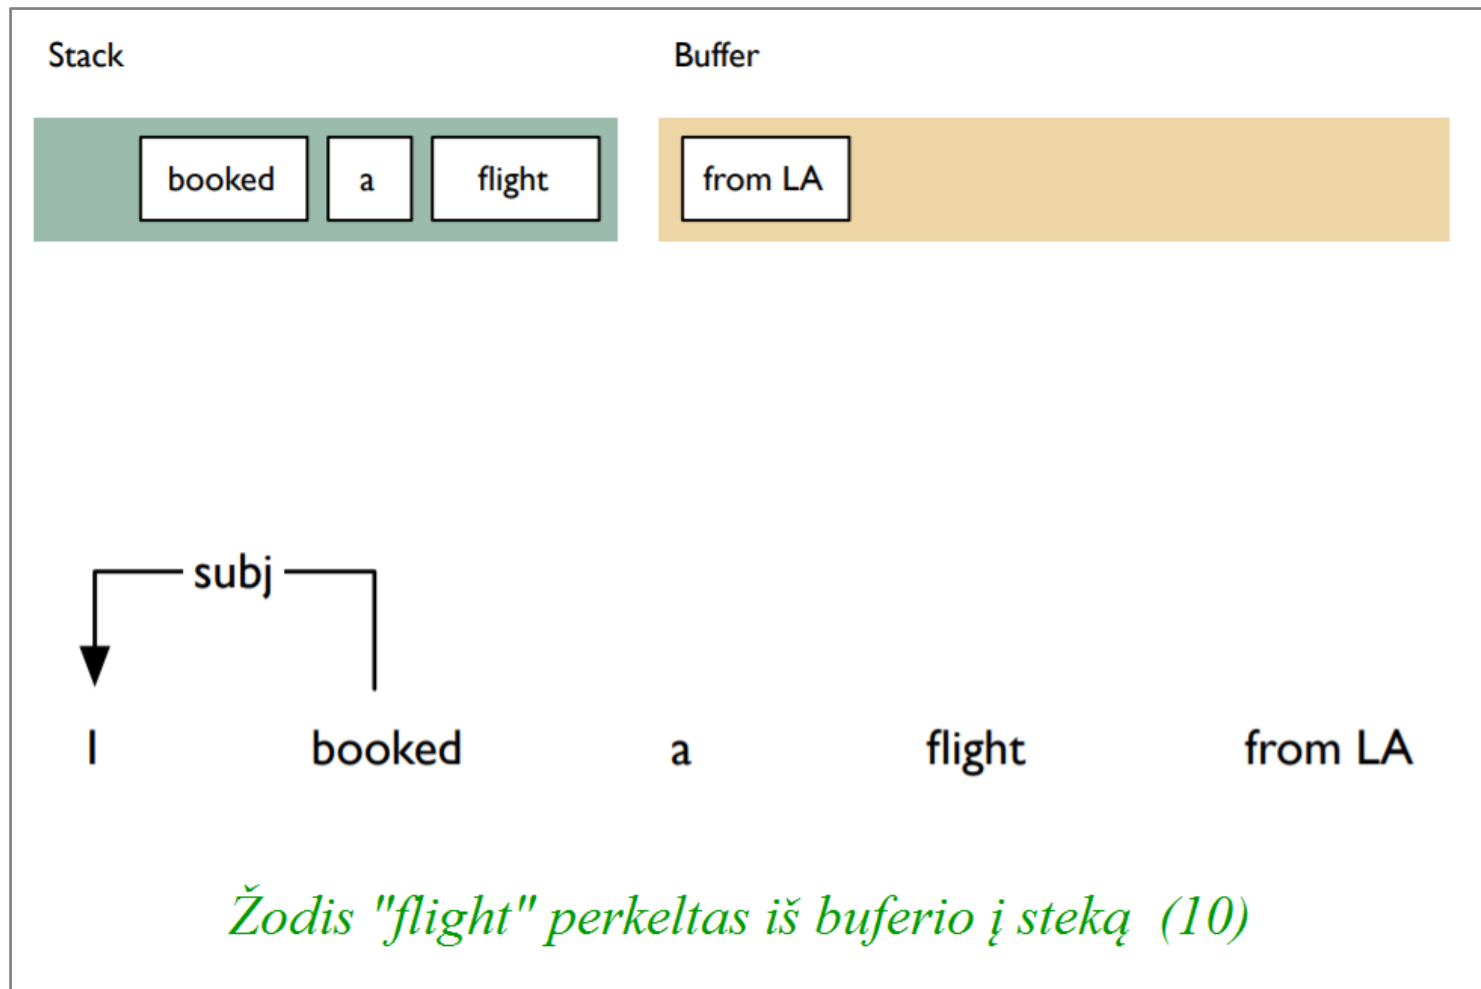 Stack Buffer
booked a flight from LA
subj
I booked a flight from LA
Žodis "flight" perkeltas iš buferio į steką (10)